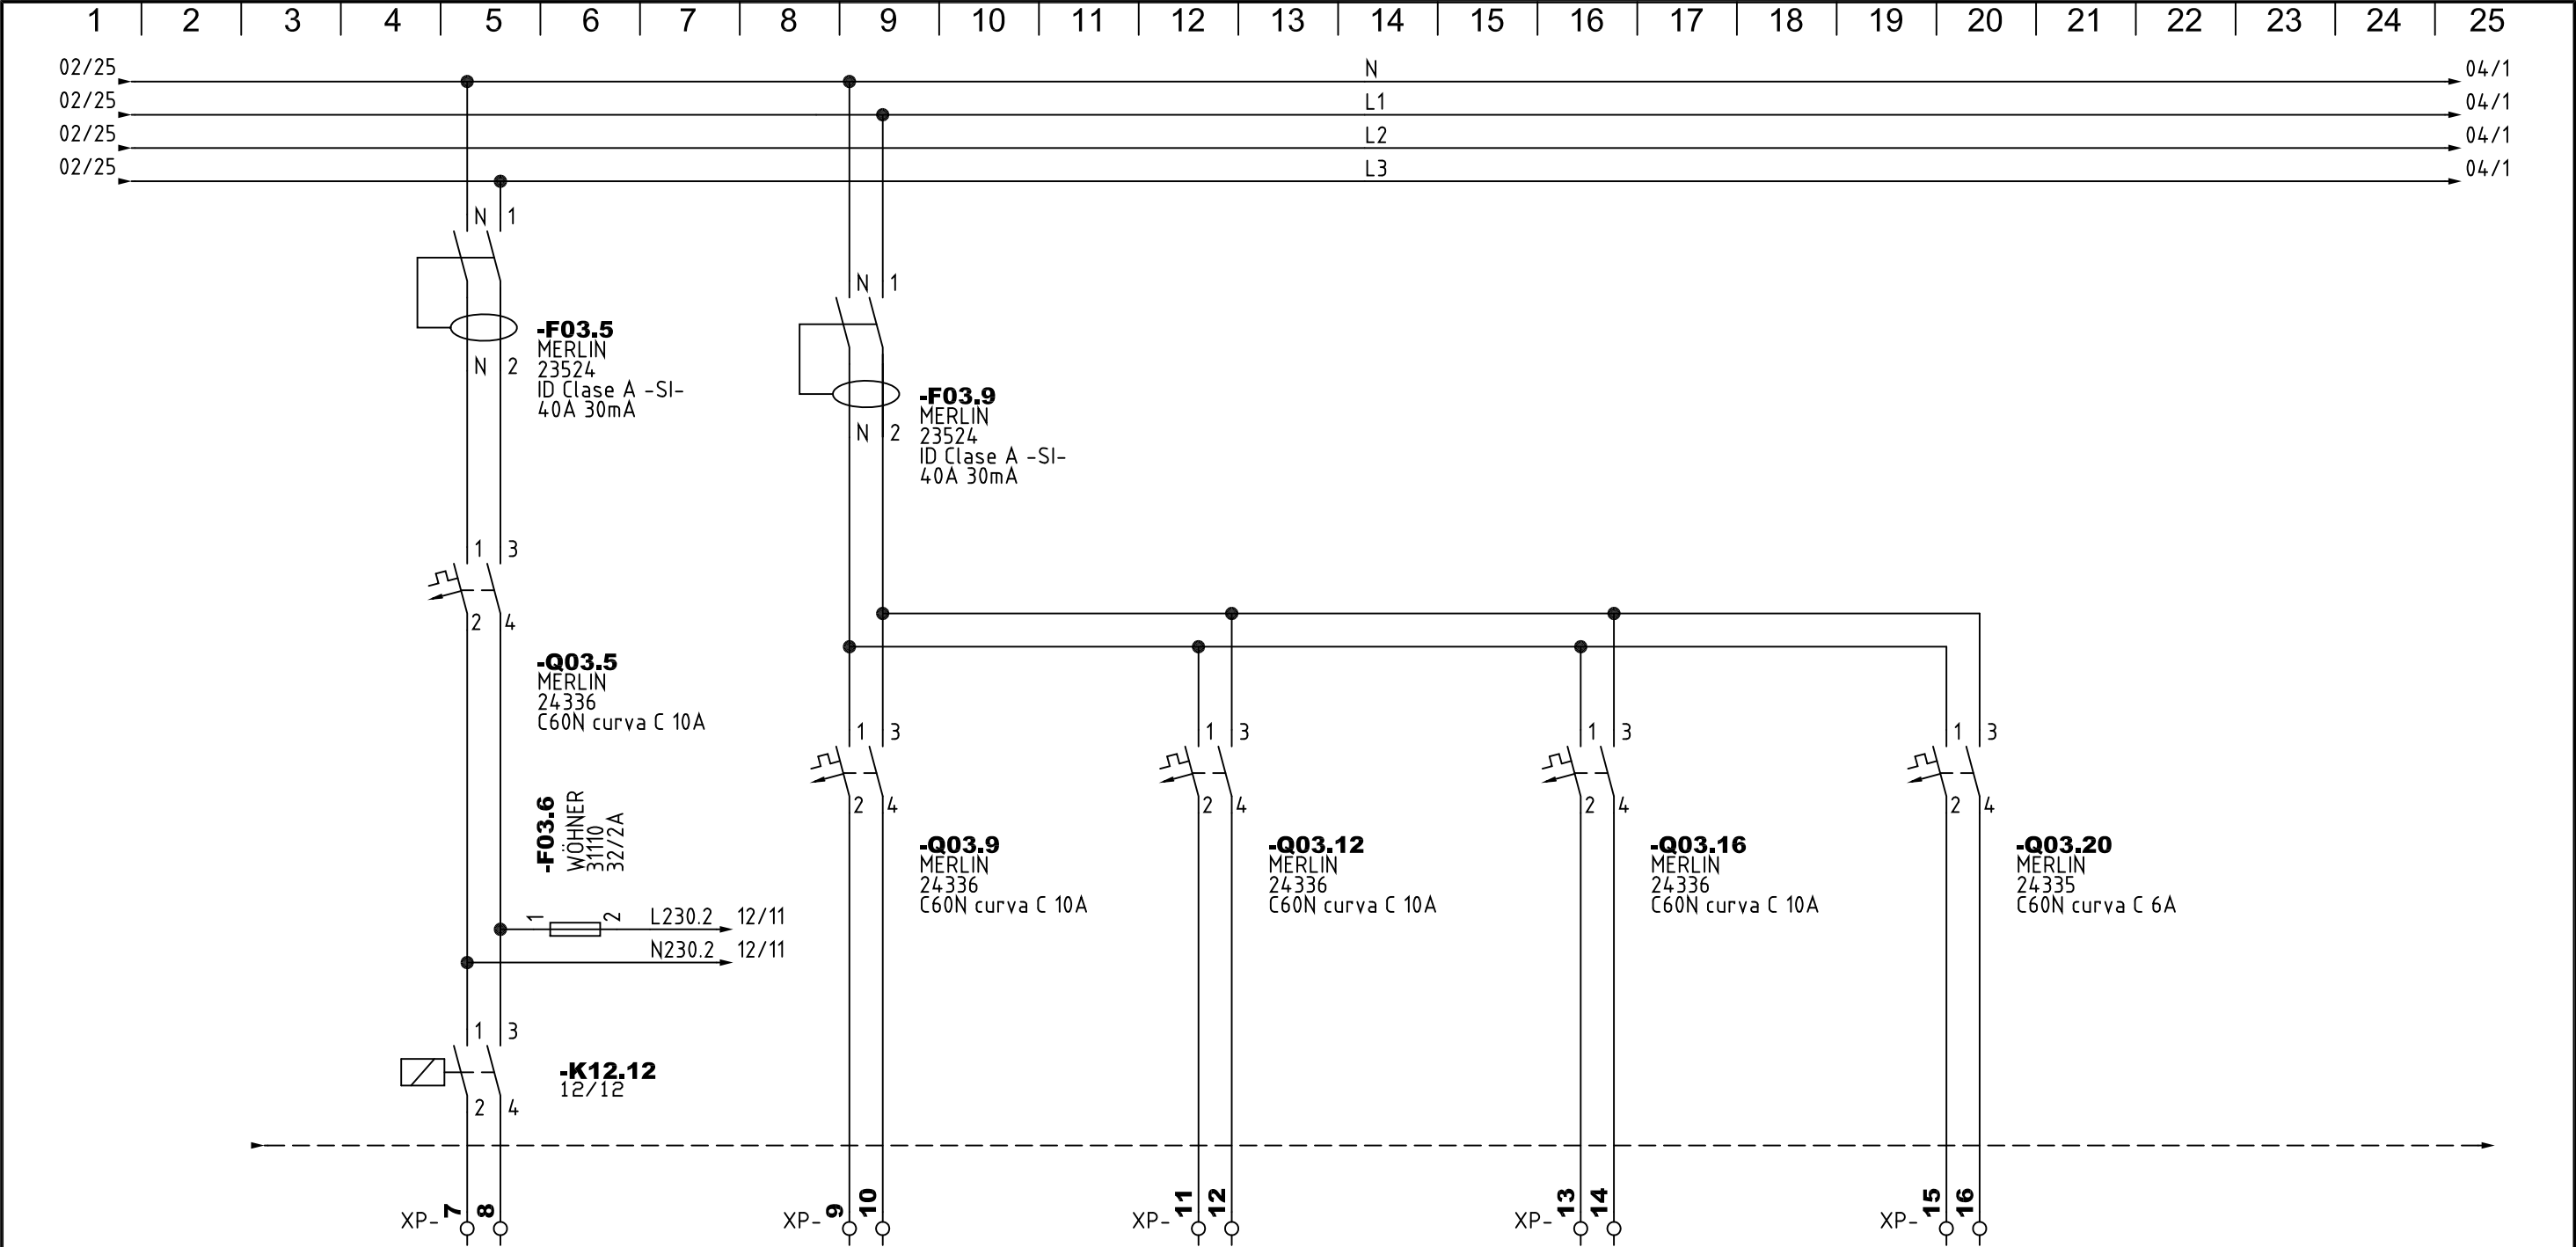 1 2 3 4 5 6 7 8 9 10 11 12 13 14 15 16 17 18 19 20 21 22 23 24 25
02/25 N 04/1
02/25 L1 04/1
02/25 L2 04/1
02/25 L3 04/1
N 1
-F03.5
MERLIN
23524
ID Clase A -SI-
40A 30mA
N 2
N 1
-F03.9
MERLIN
23524
ID Clase A -SI-
40A 30mA
N 2
1 3
2 4
-Q03.5
MERLIN
24336
C60N curva C 10A
-F03.6
WÖHNER
31110
32/2A
1 2
L230.2 12/11
N230.2 12/11
1 3
-K12.12
12/12
2 4
1 3
2 4
-Q03.9
MERLIN
24336
C60N curva C 10A
1 3
2 4
-Q03.12
MERLIN
24336
C60N curva C 10A
1 3
2 4
-Q03.16
MERLIN
24336
C60N curva C 10A
1 3
2 4
-Q03.20
MERLIN
24335
C60N curva C 6A
XP- 7 8
XP- 9 10
XP- 11 12
XP- 13 14
XP- 15 16